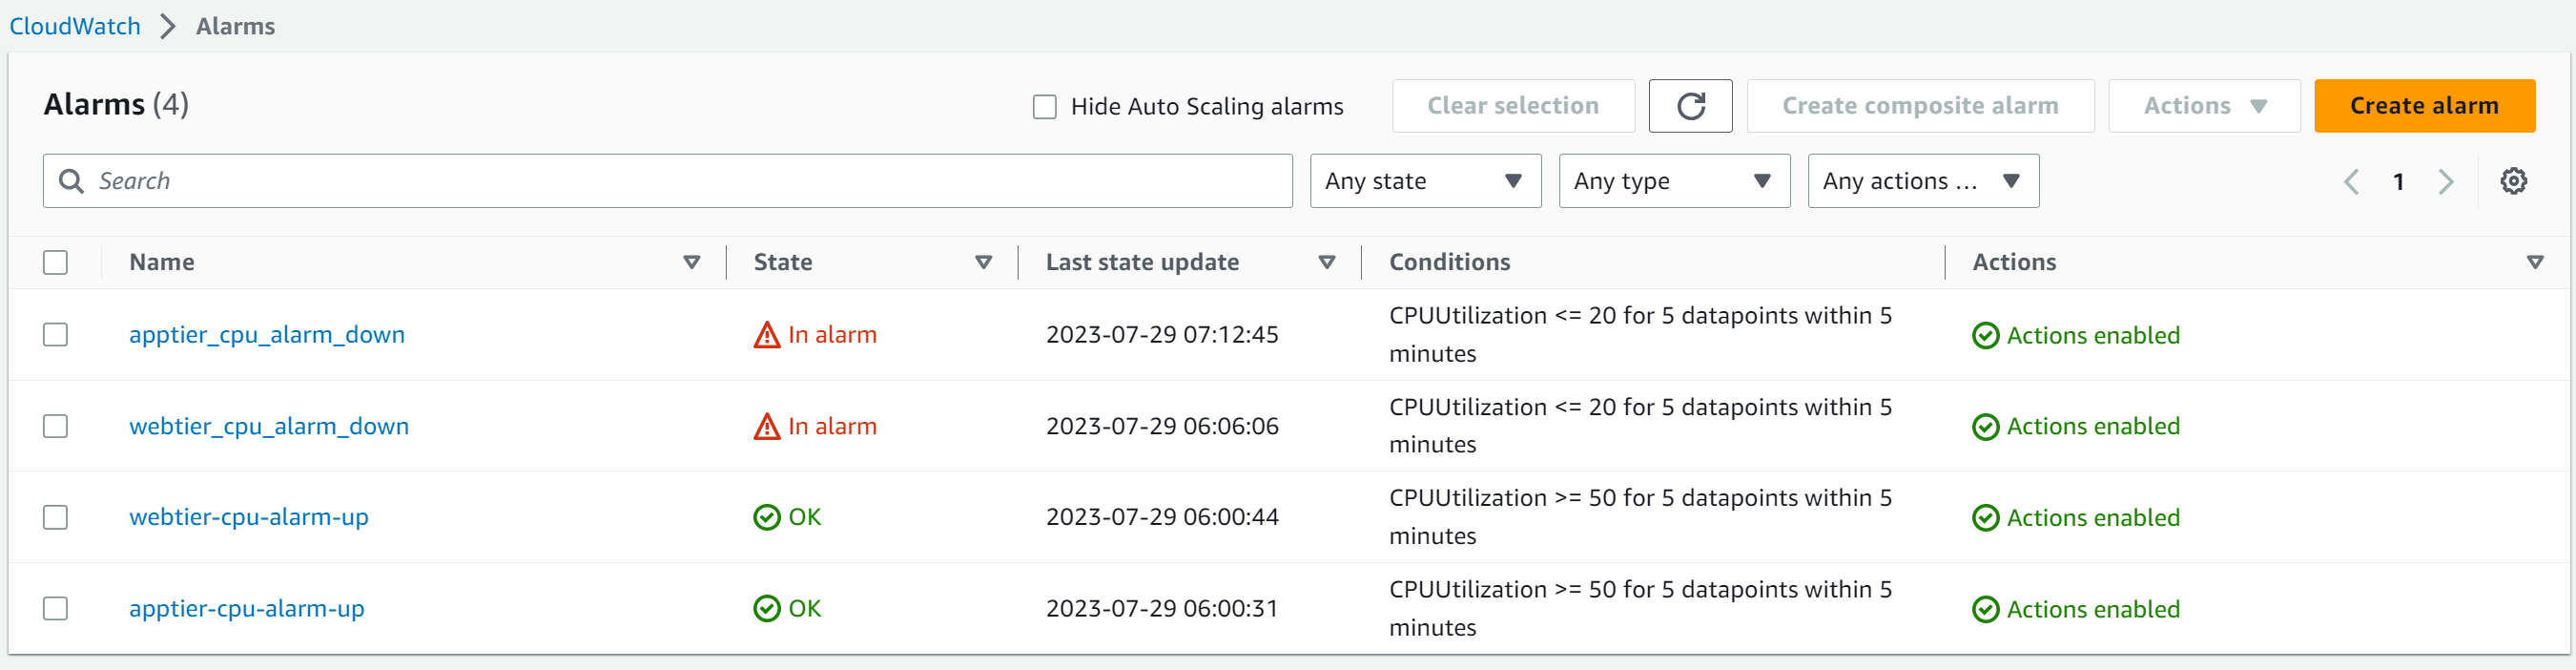 CloudWatch Alarms
Alarms (4)
Hide Auto Scaling alarms
Clear selection
Create composite alarm
Actions
Create alarm
Search
Any state
Any type
Any actions ...
1
Name State Last state update Conditions Actions
apptier_cpu_alarm_down In alarm 2023-07-29 07:12:45 CPUUtilization <= 20 for 5 datapoints within 5
minutes
Actions enabled
webtier_cpu_alarm_down In alarm 2023-07-29 06:06:06 CPUUtilization <= 20 for 5 datapoints within 5
minutes
Actions enabled
webtier-cpu-alarm-up OK 2023-07-29 06:00:44 CPUUtilization >= 50 for 5 datapoints within 5
minutes
Actions enabled
apptier-cpu-alarm-up OK 2023-07-29 06:00:31 CPUUtilization >= 50 for 5 datapoints within 5
minutes
Actions enabled